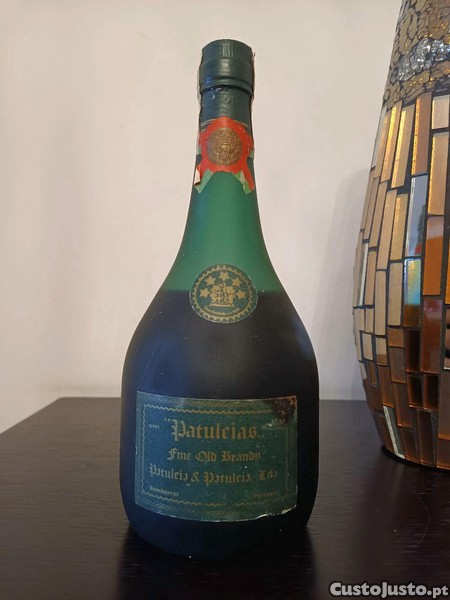 "Patuleias"
Fine Old Brandy
Patuleia & Patuleia, Lda
CustoJusto.pt